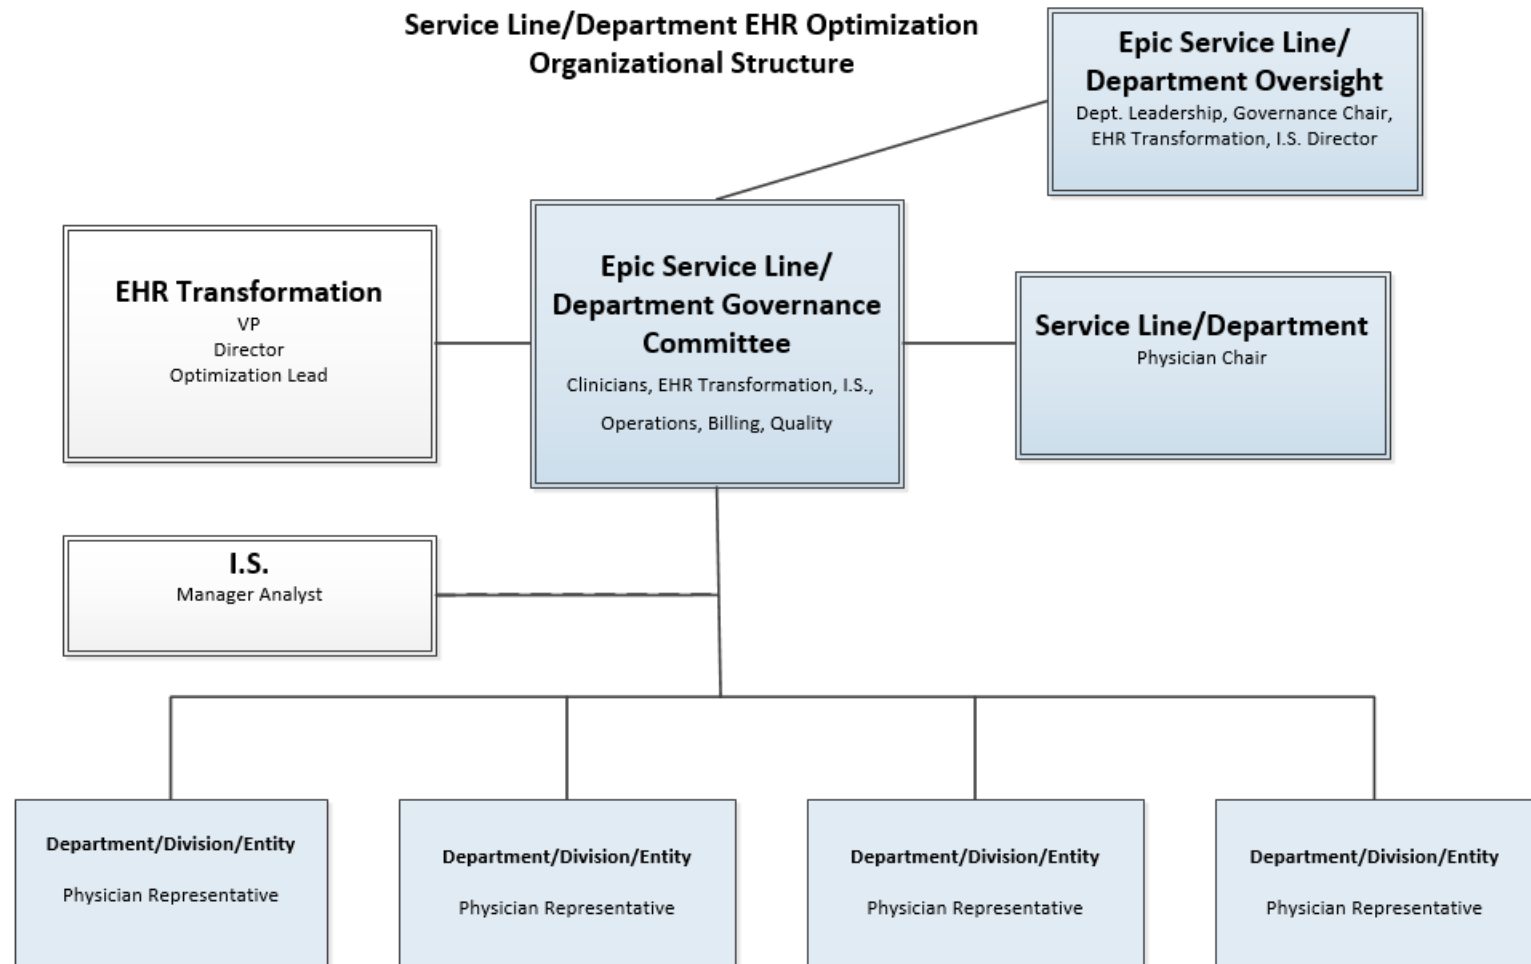 Service Line/Department EHR Optimization
Organizational Structure
Epic Service Line/
Department Oversight
Dept. Leadership, Governance Chair,
EHR Transformation, I.S. Director
EHR Transformation
VP
Director
Optimization Lead
Epic Service Line/
Department Governance
Committee
Clinicians, EHR Transformation, I.S.,
Operations, Billing, Quality
Service Line/Department
Physician Chair
I.S.
Manager Analyst
Department/Division/Entity
Physician Representative
Department/Division/Entity
Physician Representative
Department/Division/Entity
Physician Representative
Department/Division/Entity
Physician Representative